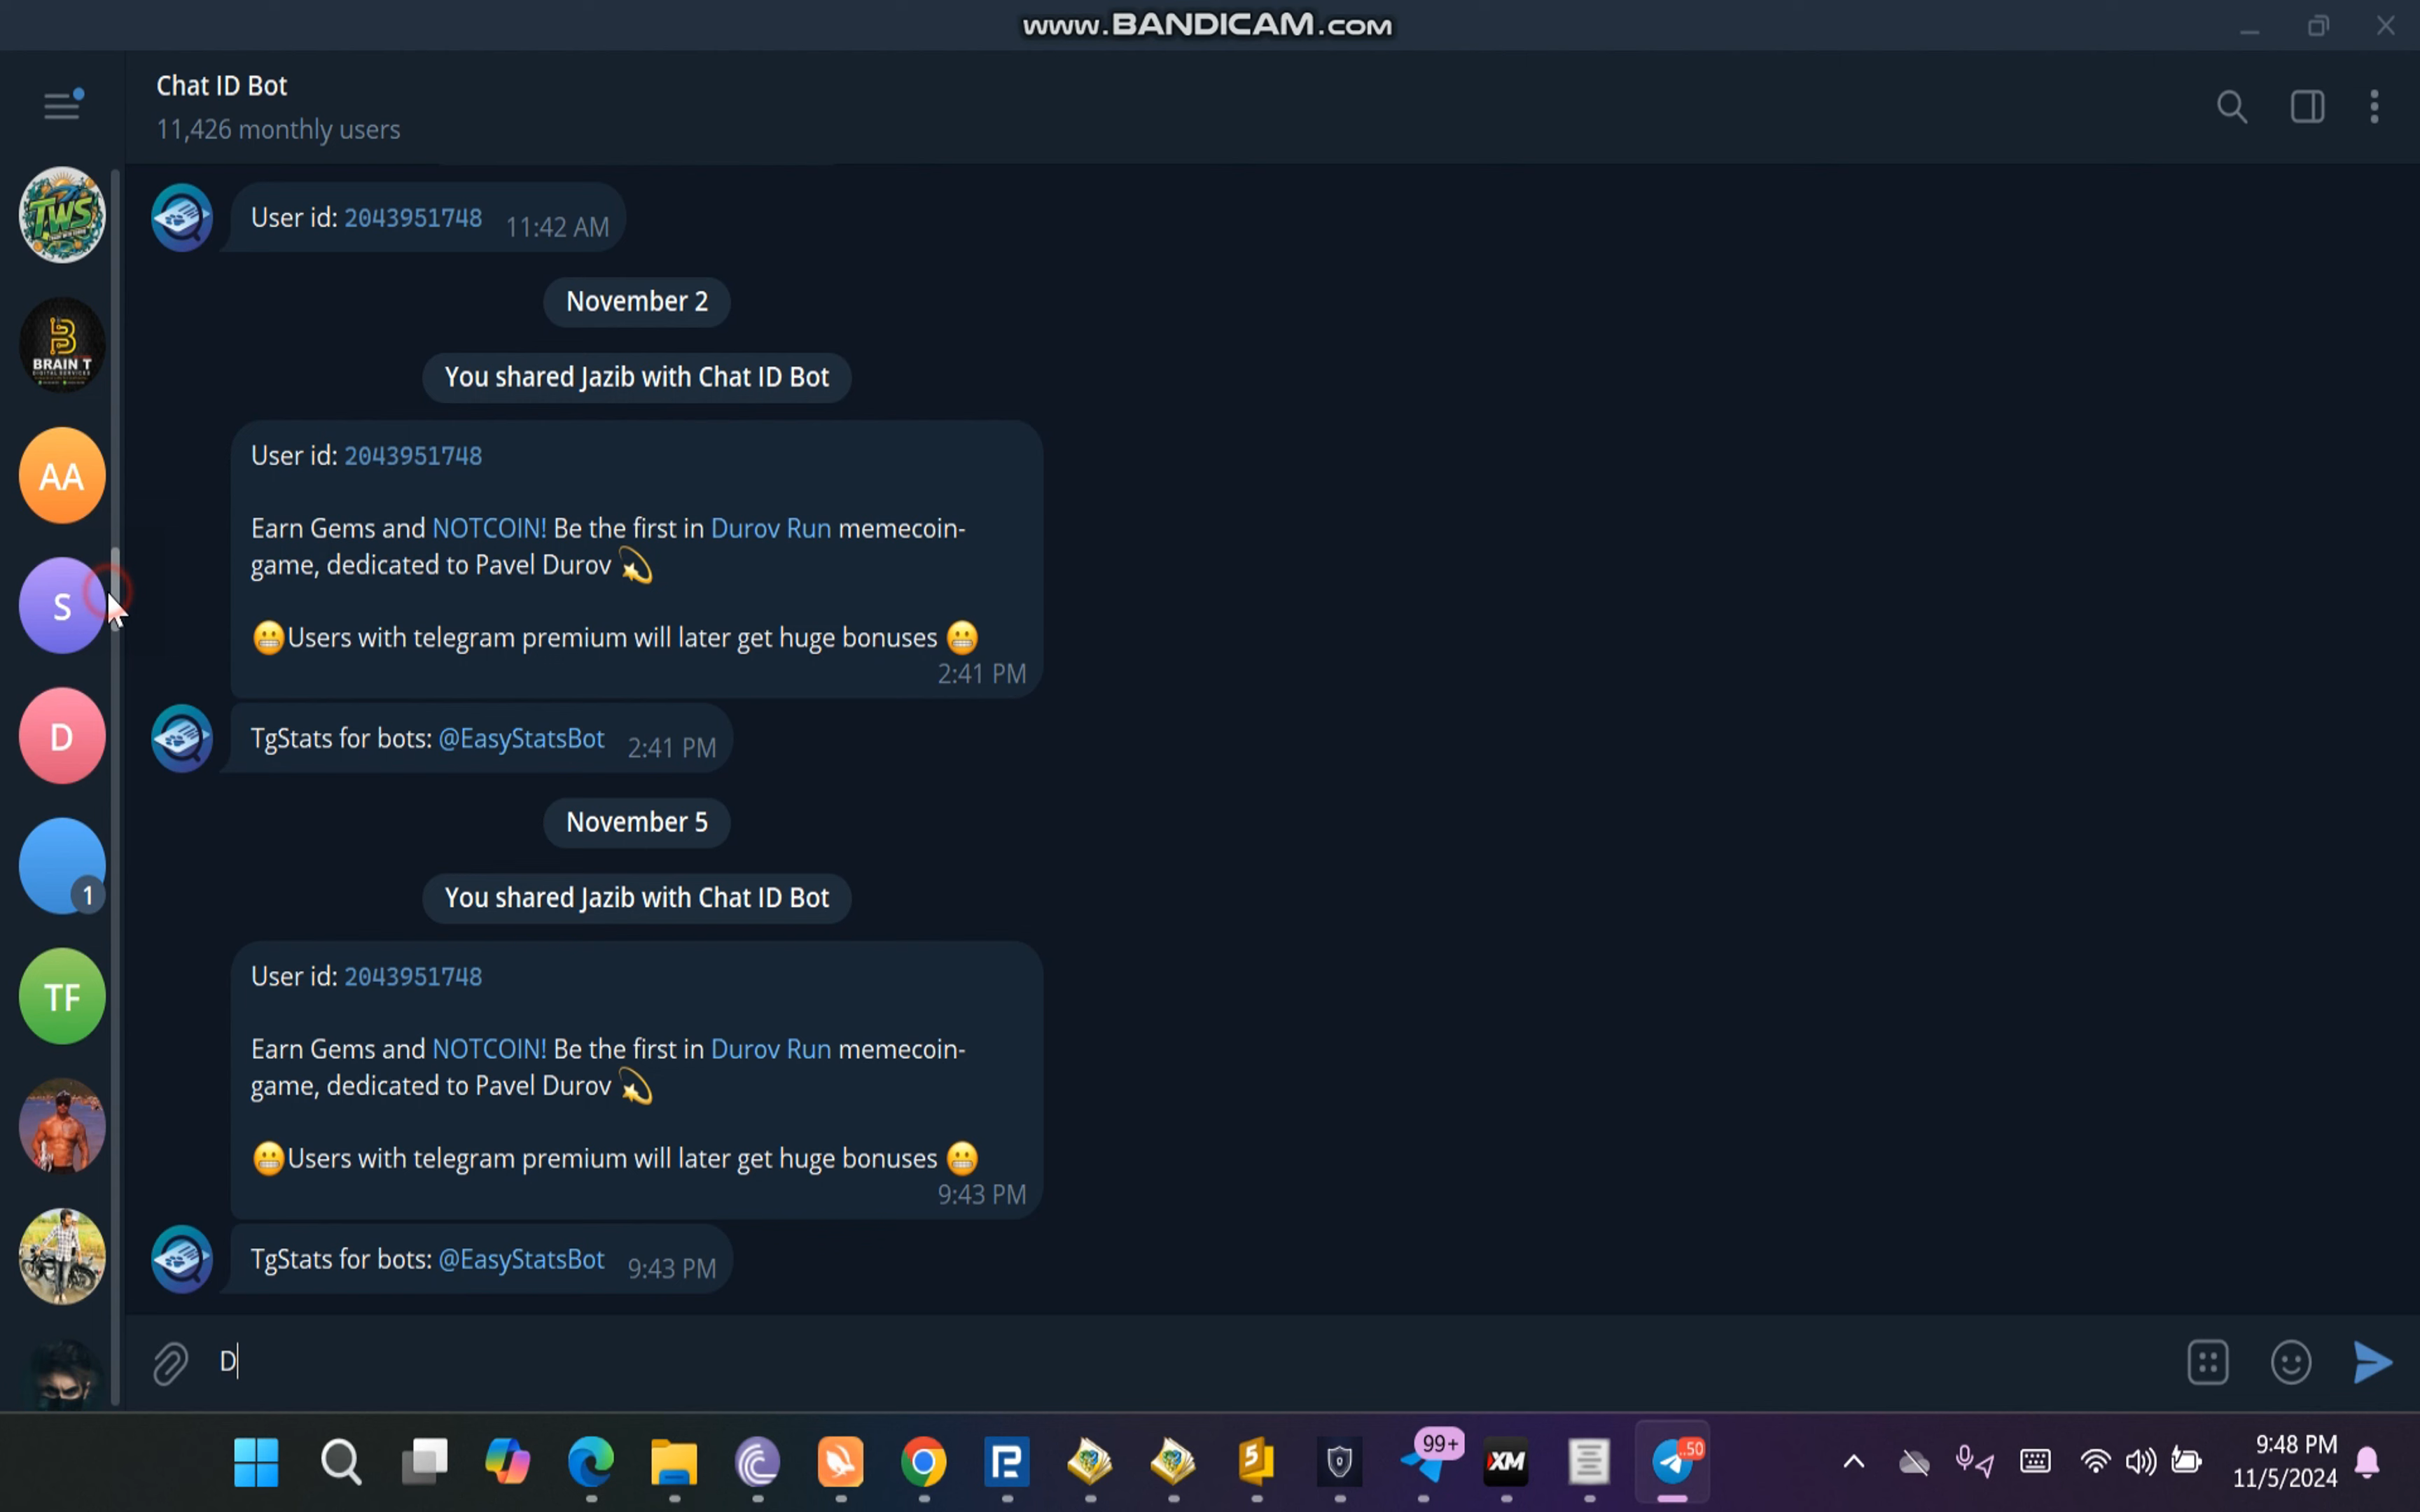 www.BANDICAM.com
Chat ID Bot
11,426 monthly users
TWS
B
BRAIN T
DIGITAL SERVICES
AA
S
D
1
TF
User id: 2043951748 11:42 AM
November 2
You shared Jazib with Chat ID Bot
User id: 2043951748
Earn Gems and NOTCOIN! Be the first in Durov Run memecoin-
game, dedicated to Pavel Durov
Users with telegram premium will later get huge bonuses
2:41 PM
TgStats for bots: @EasyStatsBot 2:41 PM
November 5
You shared Jazib with Chat ID Bot
User id: 2043951748
Earn Gems and NOTCOIN! Be the first in Durov Run memecoin-
game, dedicated to Pavel Durov
Users with telegram premium will later get huge bonuses
9:43 PM
TgStats for bots: @EasyStatsBot 9:43 PM
D
5
99+
XM
..50
9:48 PM
11/5/2024